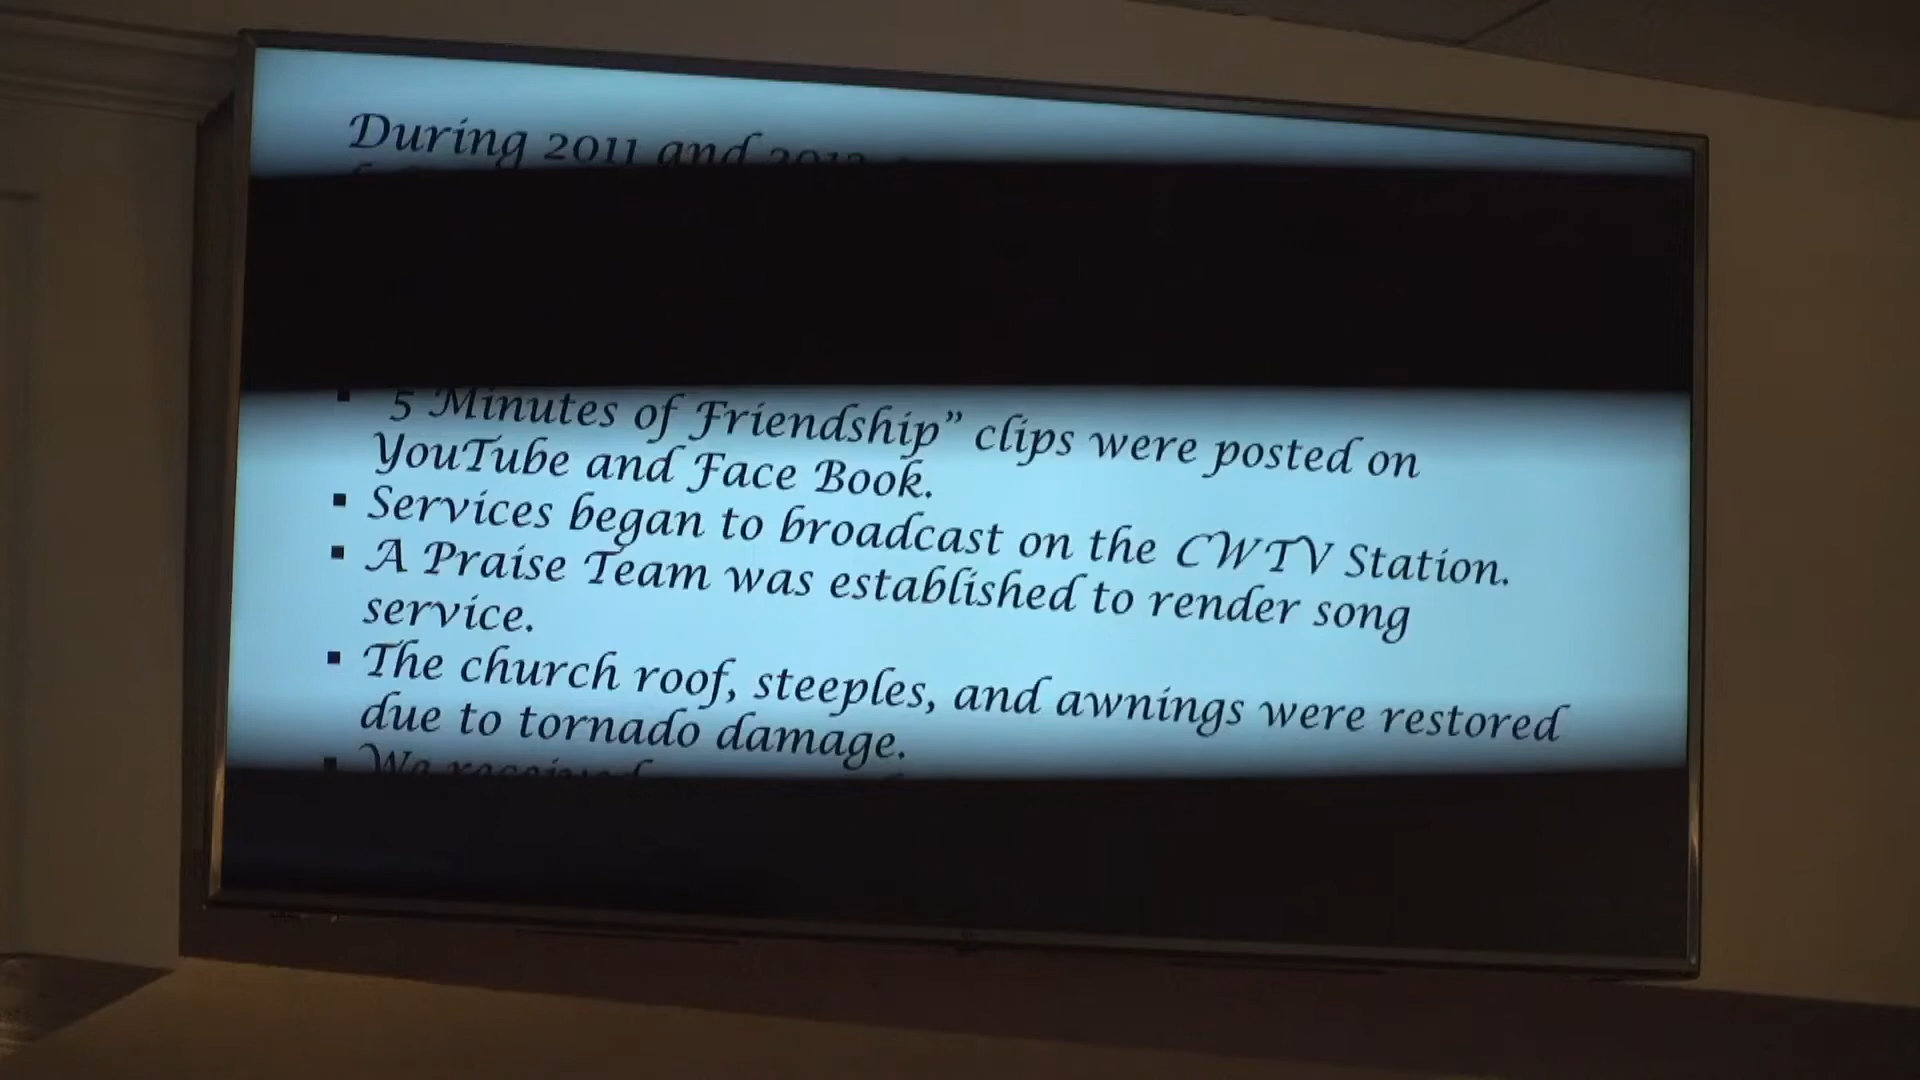 During 2011 and 2012
5 Minutes of Friendship” clips were posted on
YouTube and Face Book.
▪ Services began to broadcast on the CWTV Station.
▪ A Praise Team was established to render song
service.
▪ The church roof, steeples, and awnings were restored
due to tornado damage.
▪ We received